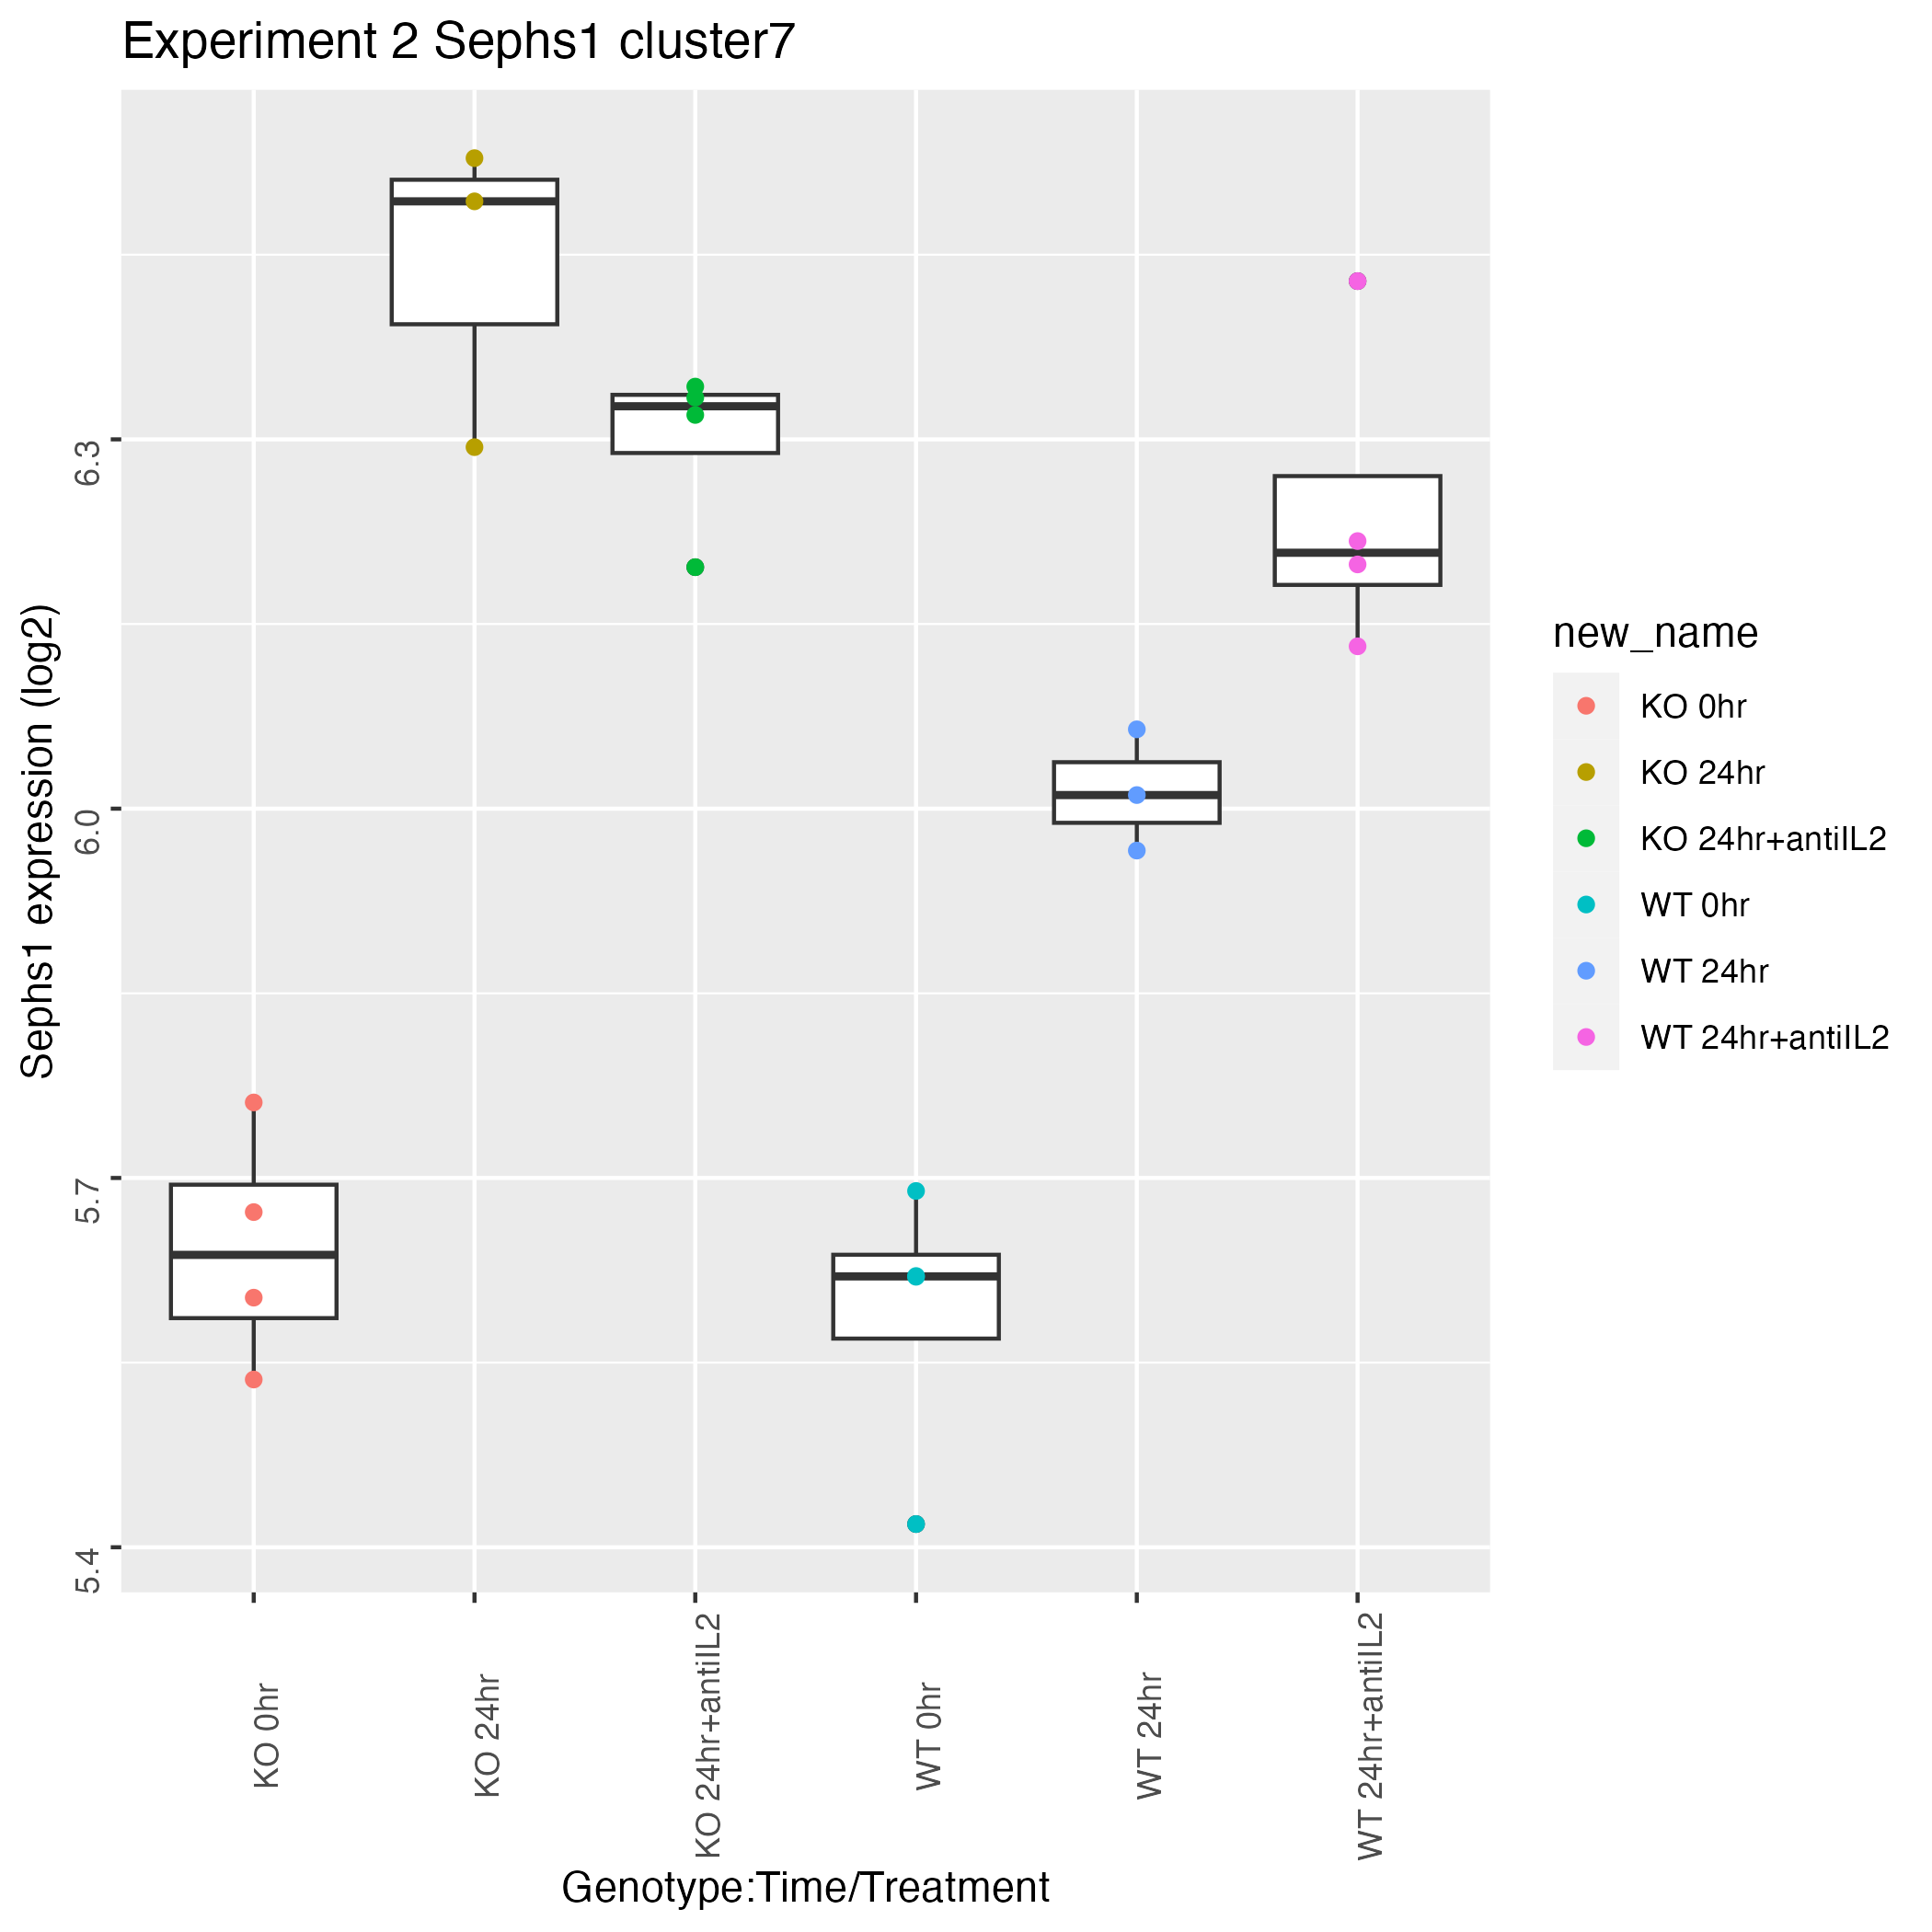 Experiment 2 Sephs1 cluster7
Sephs1 expression (log2)
6.3
6.0
5.7
5.4
KO 0hr
KO 24hr
KO 24hr+antiIL2
WT 0hr
WT 24hr
WT 24hr+antiIL2
Genotype:Time/Treatment
new_name
KO 0hr
KO 24hr
KO 24hr+antiIL2
WT 0hr
WT 24hr
WT 24hr+antiIL2